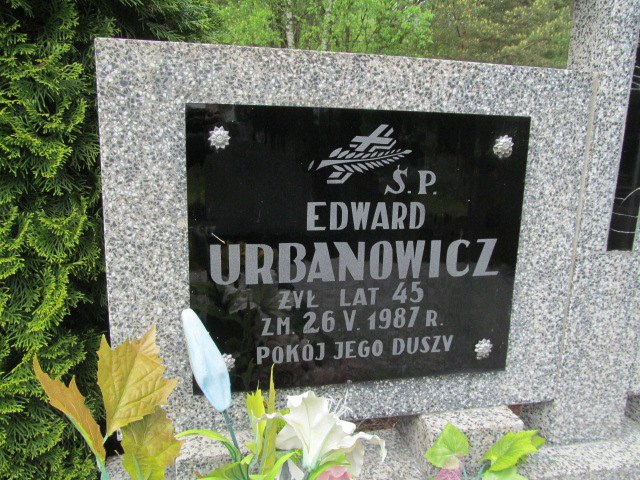 Ś.P.
EDWARD
URBANOWICZ
ŻYŁ LAT 45
ZM. 26 V. 1987 R.
POKÓJ JEGO DUSZY